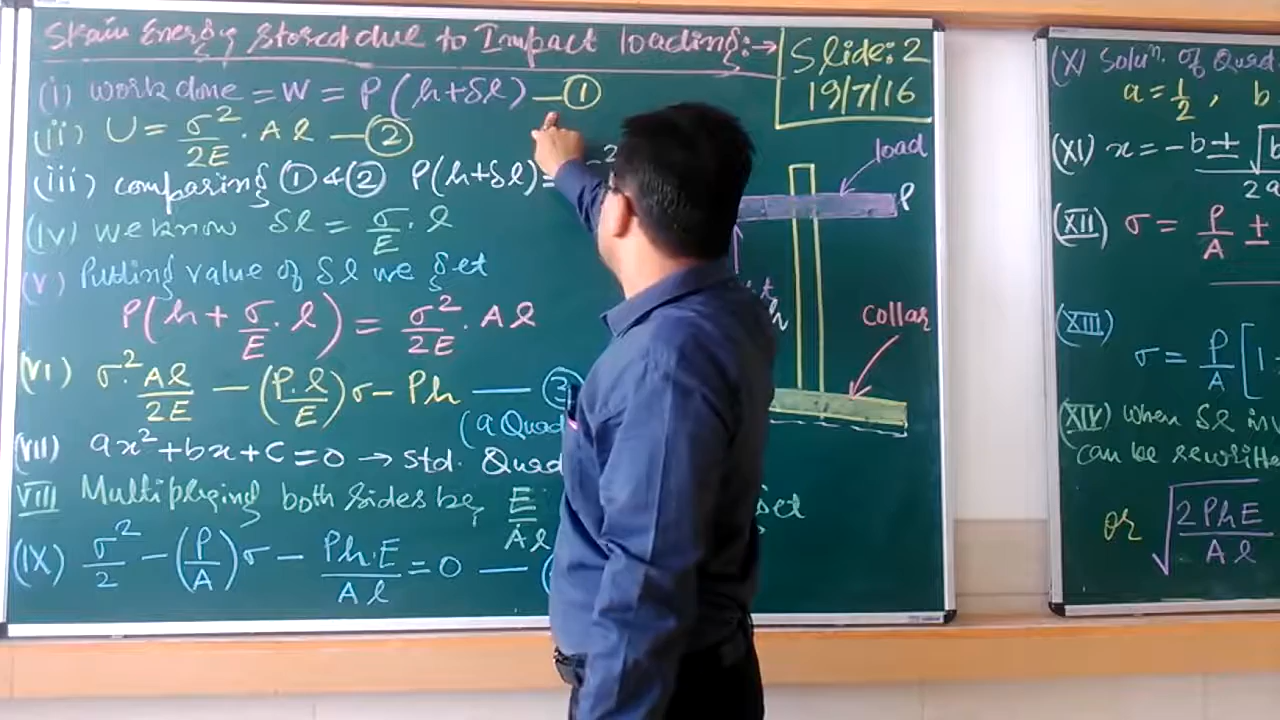 Strain Energy stored due to Impact loading:→
Slide: 2
19/7/16
(i) work done = W = P(h+δl) — ①
(ii) U = σ²/2E · Al — ②
(iii) comparing ① & ② P(h+δl) =
(iv) we know δl = σ/E · l
(v) Putting value of δl we get
P(h + σ/E · l) = σ²/2E · Al
(VI) σ² · Al/2E — (P.l/E)σ — Ph — ③
(a Quad
(VII) ax²+bx+c=0 → std. Quad
VIII Multiplying both sides by E/Al
(IX) σ²/2 — (P/A)σ — Ph·E/Al = 0 —
load
P
collar
(X) Soluⁿ. of Quad
a = 1/2, b
(XI) x = -b ±√b
2a
(XII) σ = P/A ±
(XIII)
σ = P/A [1
(XIV) when δl in
can be rewritte
or √2PhE/Al